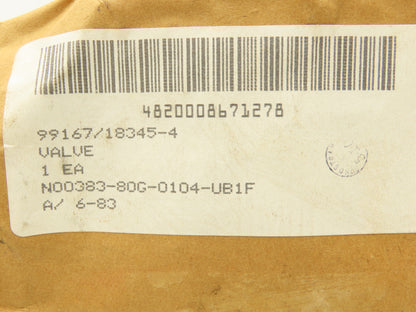 4820008671278
99167/18345-4
VALVE
1 EA
N00383-80G-0104-UB1F
A/ 6-83